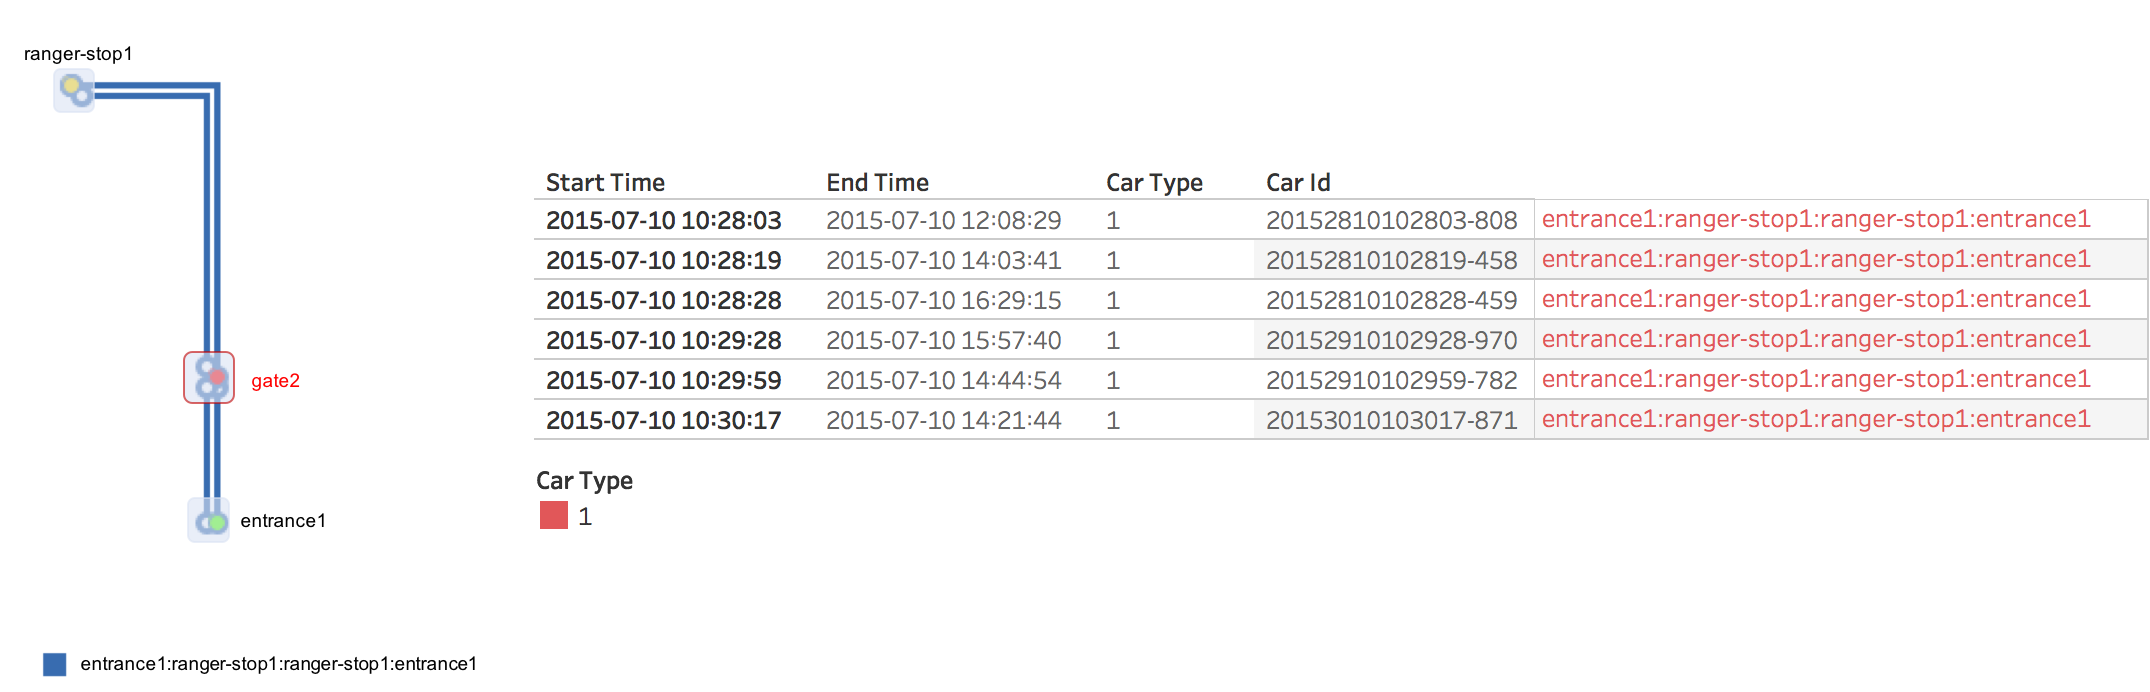 ranger-stop1
Start Time End Time Car Type Car Id
2015-07-10 10:28:03 2015-07-10 12:08:29 1 20152810102803-808 entrance1:ranger-stop1:ranger-stop1:entrance1
2015-07-10 10:28:19 2015-07-10 14:03:41 1 20152810102819-458 entrance1:ranger-stop1:ranger-stop1:entrance1
2015-07-10 10:28:28 2015-07-10 16:29:15 1 20152810102828-459 entrance1:ranger-stop1:ranger-stop1:entrance1
2015-07-10 10:29:28 2015-07-10 15:57:40 1 20152910102928-970 entrance1:ranger-stop1:ranger-stop1:entrance1
2015-07-10 10:29:59 2015-07-10 14:44:54 1 20152910102959-782 entrance1:ranger-stop1:ranger-stop1:entrance1
2015-07-10 10:30:17 2015-07-10 14:21:44 1 20153010103017-871 entrance1:ranger-stop1:ranger-stop1:entrance1
gate2
Car Type
1
entrance1
entrance1:ranger-stop1:ranger-stop1:entrance1